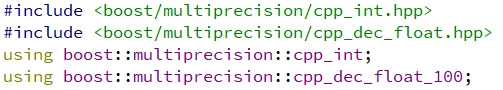 #include <boost/multiprecision/cpp_int.hpp>
#include <boost/multiprecision/cpp_dec_float.hpp>
using boost::multiprecision::cpp_int;
using boost::multiprecision::cpp_dec_float_100;